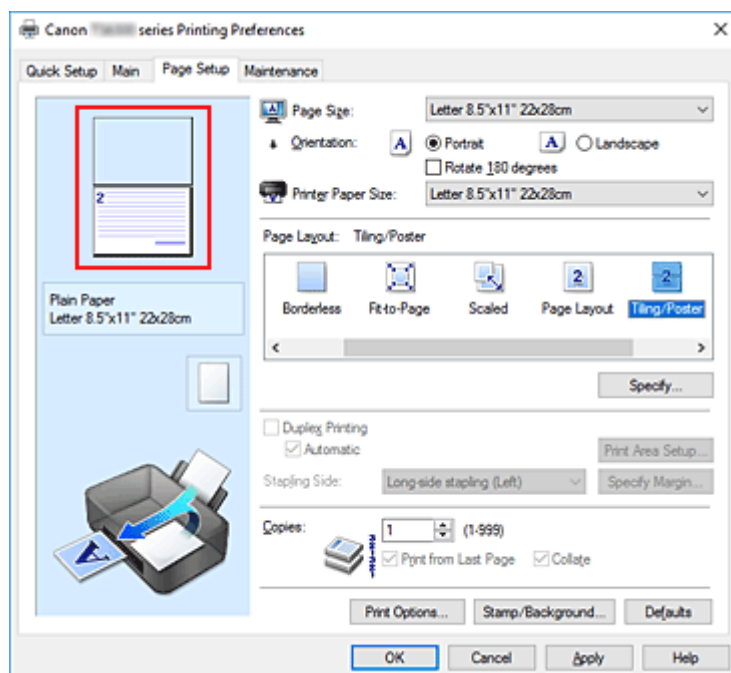 Canon series Printing Preferences
Quick Setup Main Page Setup Maintenance
2
Plain Paper
Letter 8.5"x11" 22x28cm
A
Page Size: Letter 8.5"x11" 22x28cm
Orientation: A Portrait A Landscape
Rotate 180 degrees
Printer Paper Size: Letter 8.5"x11" 22x28cm
Page Layout: Tiling/Poster
2 2
Borderless Fit-to-Page Scaled Page Layout Tiling/Poster
Specify...
Duplex Printing
Automatic Print Area Setup...
Stapling Side: Long-side stapling (Left) Specify Margin...
Copies: 1 (1-999)
Print from Last Page Collate
Print Options... Stamp/Background... Defaults
OK Cancel Apply Help